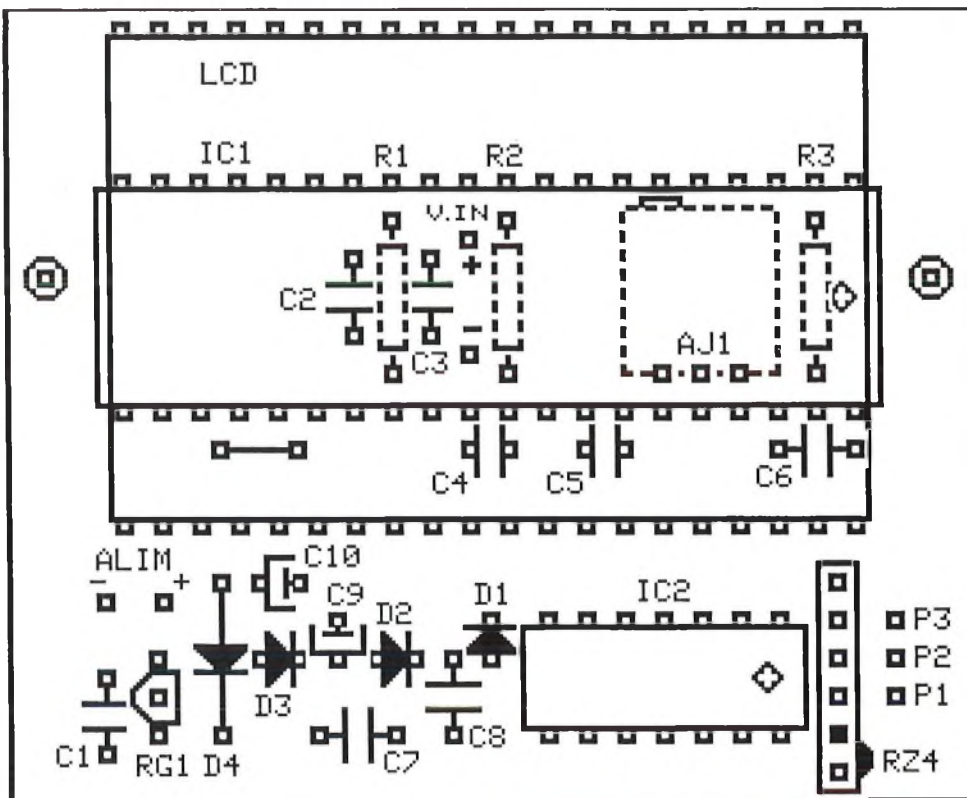 LCD
IC1 R1 R2 R3
V.IN
+
C2
-
C3 AJ1
C4 C5 C6
ALIM C10
- +
C9 D2 D1 IC2
P3
P2
P1
D3
C1 RG1 D4 C7 C8 RZ4